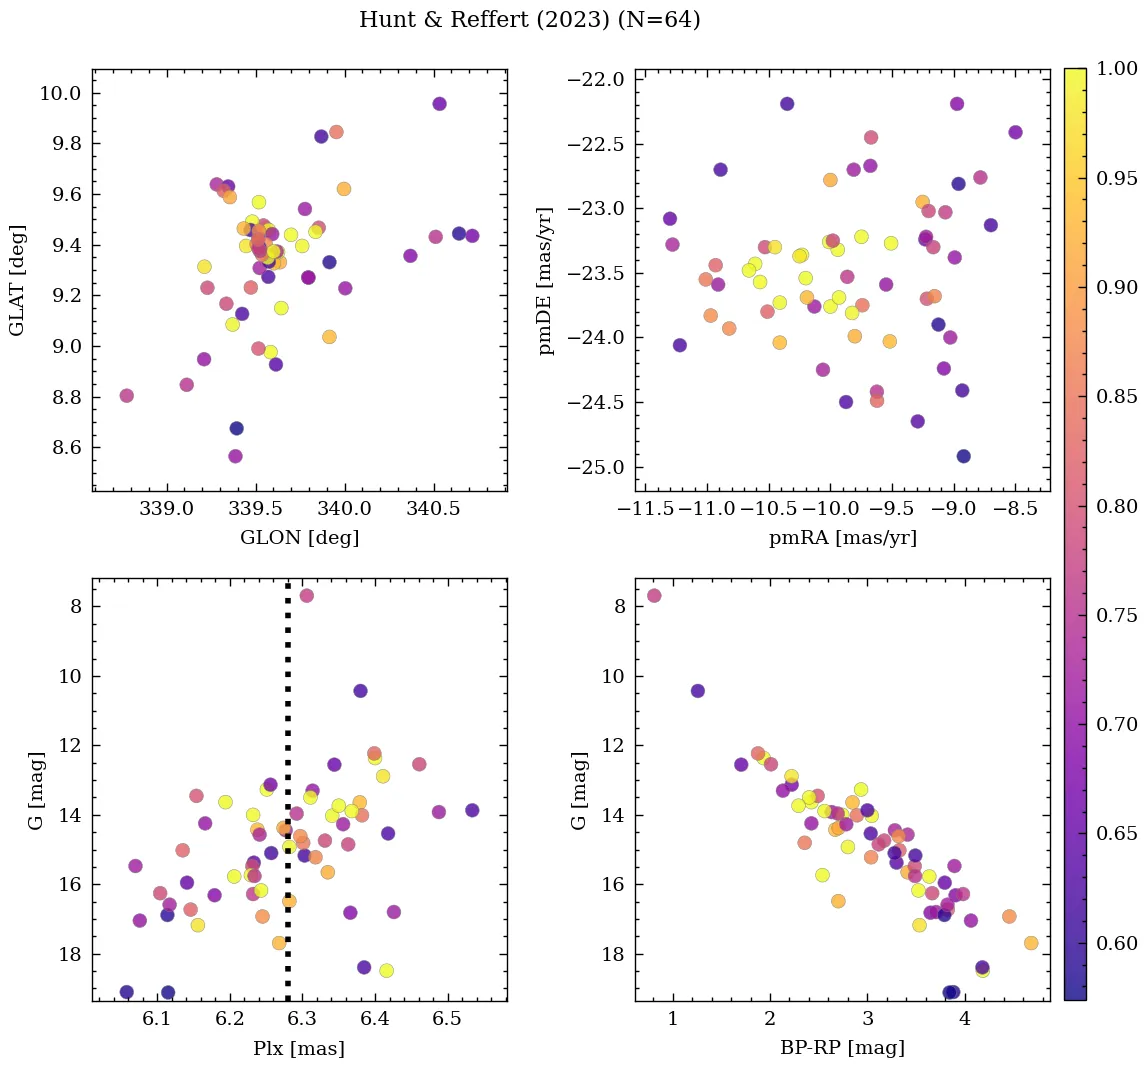 Hunt & Reffert (2023) (N=64)
10.0
9.8
9.6
9.4
9.2
9.0
8.8
8.6
GLAT [deg]
339.0 339.5 340.0 340.5
GLON [deg]
−22.0
−22.5
−23.0
−23.5
−24.0
−24.5
−25.0
pmDE [mas/yr]
−11.5 −11.0 −10.5 −10.0 −9.5 −9.0 −8.5
pmRA [mas/yr]
8
10
12
14
16
18
G [mag]
6.1 6.2 6.3 6.4 6.5
Plx [mas]
8
10
12
14
16
18
G [mag]
1 2 3 4
BP-RP [mag]
1.00
0.95
0.90
0.85
0.80
0.75
0.70
0.65
0.60